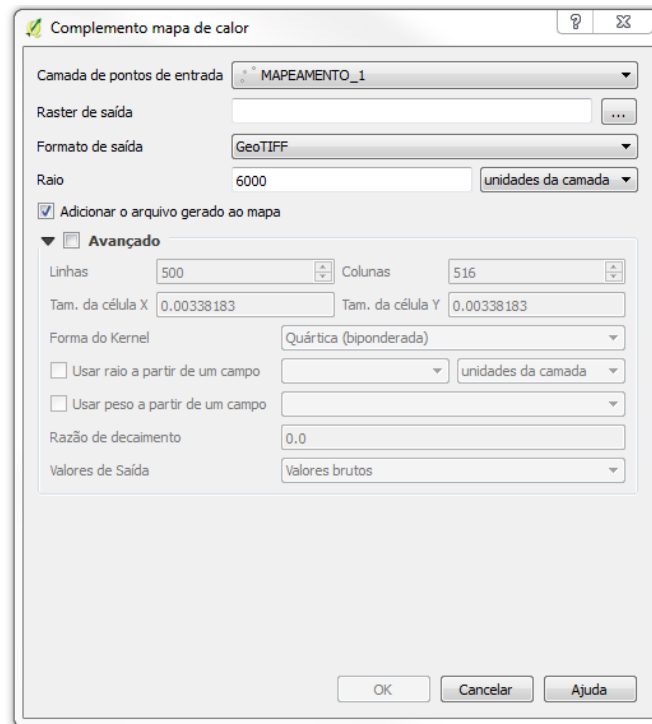 Complemento mapa de calor
Camada de pontos de entrada MAPEAMENTO_1
Raster de saída ...
Formato de saída GeoTIFF
Raio 6000 unidades da camada
Adicionar o arquivo gerado ao mapa
Avançado
Linhas 500 Colunas 516
Tam. da célula X 0.00338183 Tam. da célula Y 0.00338183
Forma do Kernel Quártica (biponderada)
Usar raio a partir de um campo unidades da camada
Usar peso a partir de um campo
Razão de decaimento 0.0
Valores de Saída Valores brutos
OK Cancelar Ajuda